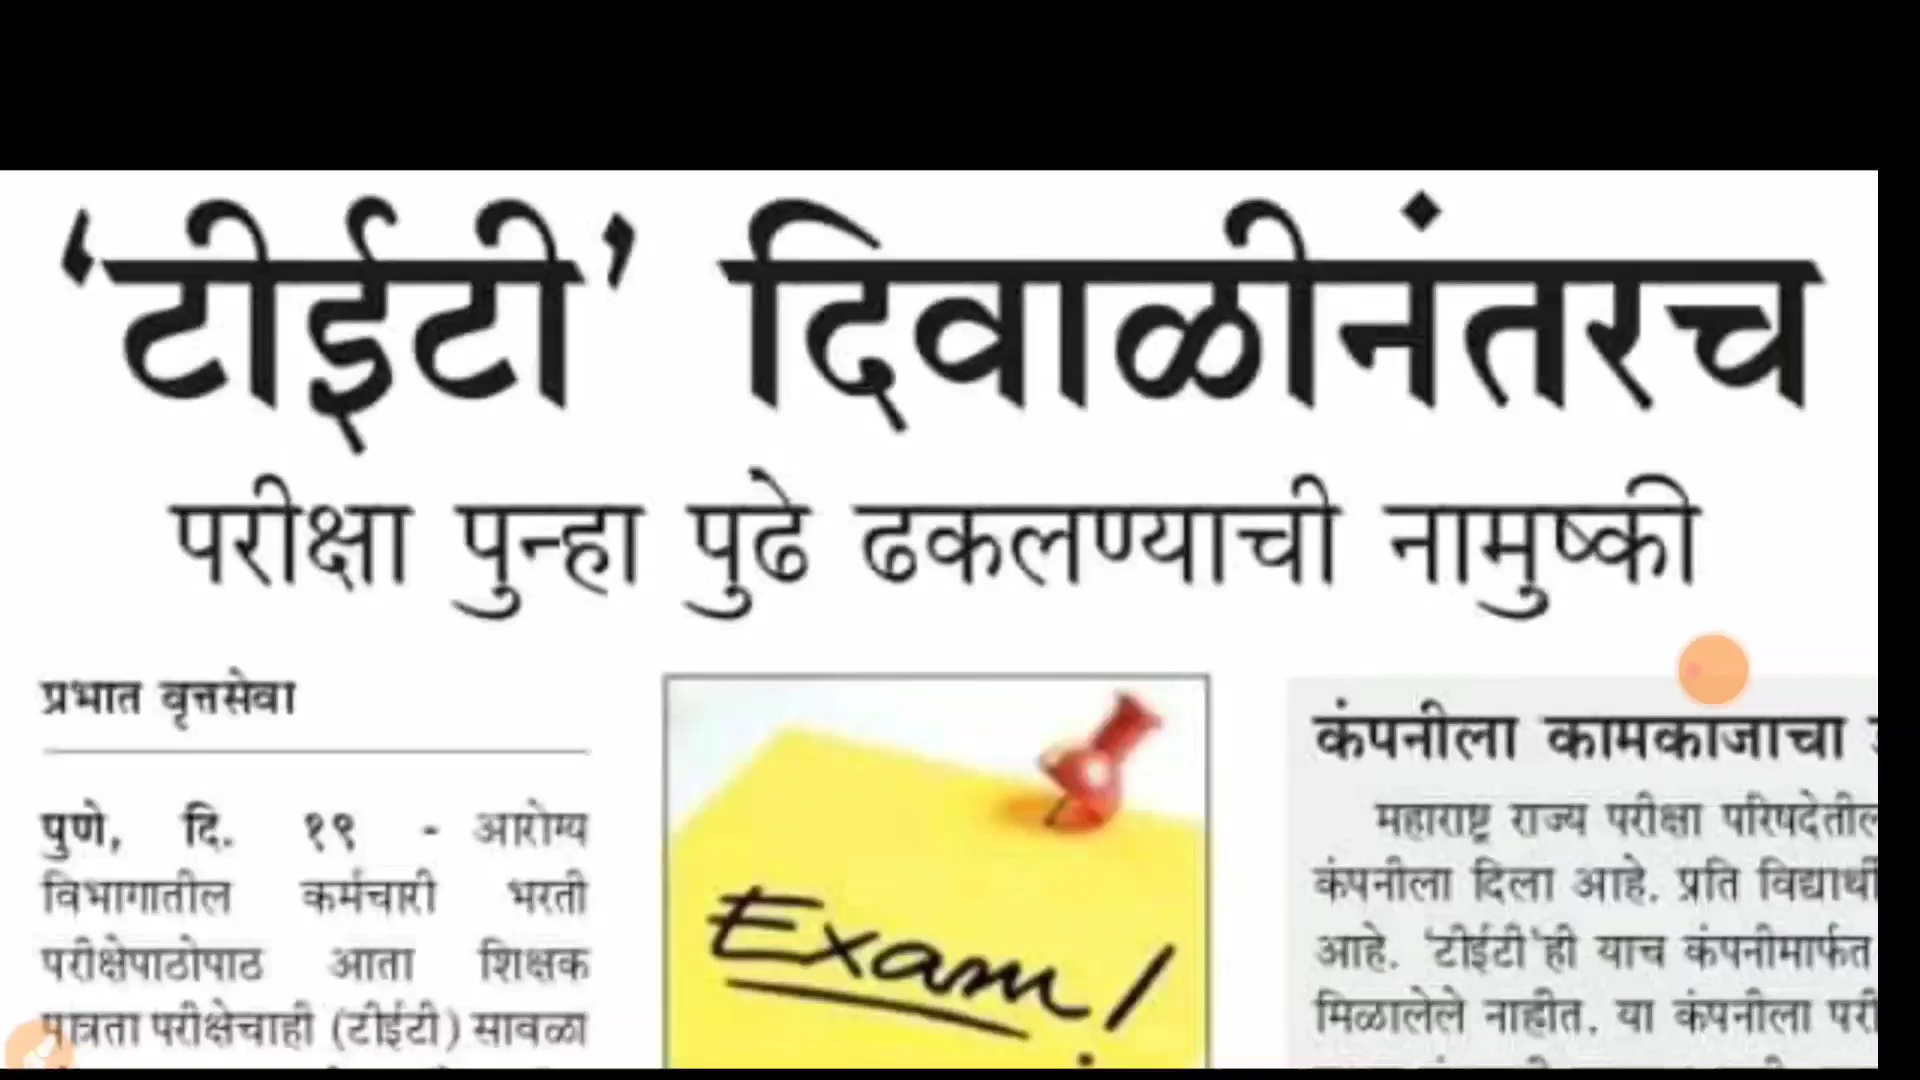 ‘टीईटी’ दिवाळीनंतरच
परीक्षा पुन्हा पुढे ढकलण्याची नामुष्की
प्रभात वृत्तसेवा
पुणे, दि. १९ - आरोग्य
विभागातील कर्मचारी भरती
परीक्षेपाठोपाठ आता शिक्षक
पात्रता परीक्षेचाही (टीईटी) सावळा
Exam!
कंपनीला कामकाजाचा
महाराष्ट्र राज्य परीक्षा परिषदेतील
कंपनीला दिला आहे. प्रति विद्यार्थी
आहे. ‘टीईटी’ही याच कंपनीमार्फत
मिळालेले नाहीत. या कंपनीला परी